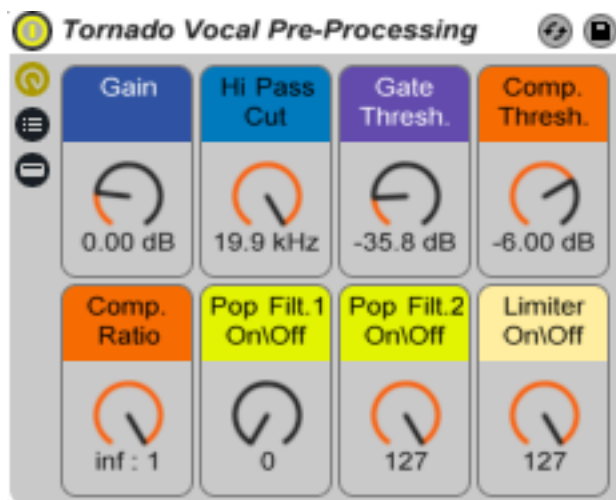 Tornado Vocal Pre-Processing
Gain
Hi Pass
Cut
Gate
Thresh.
Comp.
Thresh.
0.00 dB
19.9 kHz
-35.8 dB
-6.00 dB
Comp.
Ratio
Pop Filt.1
On\Off
Pop Filt.2
On\Off
Limiter
On\Off
inf : 1
0
127
127